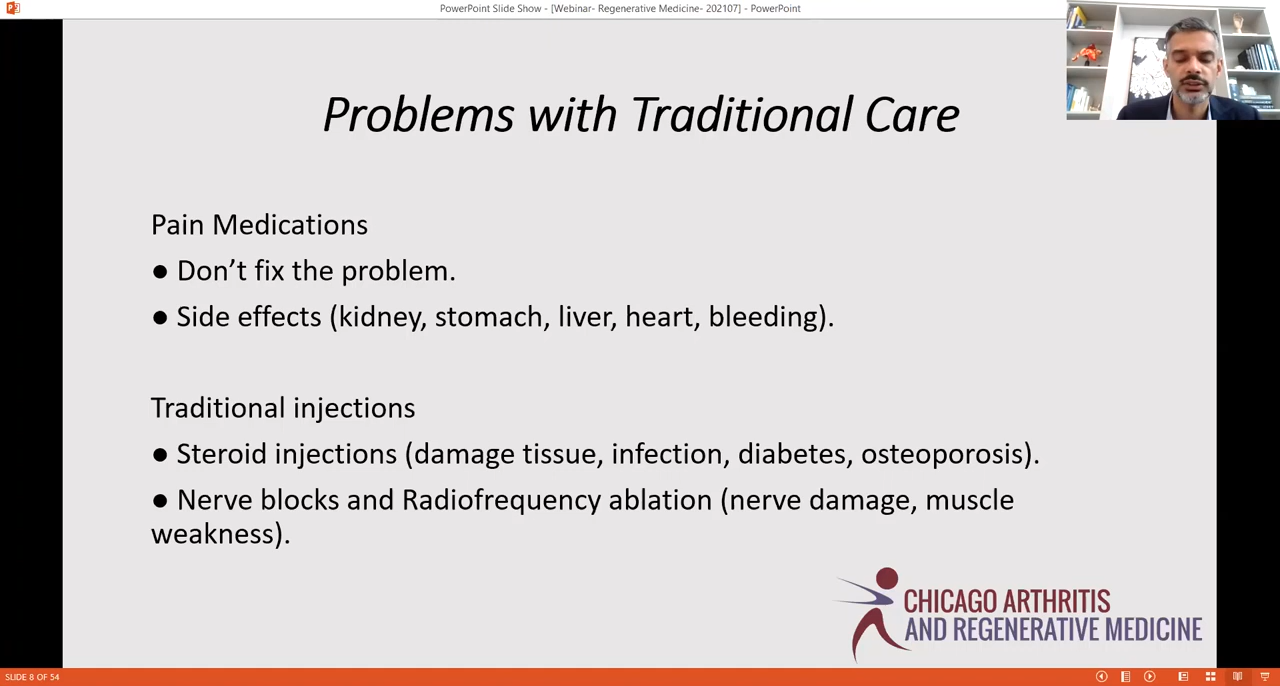 PowerPoint Slide Show - [Webinar- Regenerative Medicine- 202107] - PowerPoint
Problems with Traditional Care
Pain Medications
● Don’t fix the problem.
● Side effects (kidney, stomach, liver, heart, bleeding).
Traditional injections
● Steroid injections (damage tissue, infection, diabetes, osteoporosis).
● Nerve blocks and Radiofrequency ablation (nerve damage, muscle
weakness).
CHICAGO ARTHRITIS
AND REGENERATIVE MEDICINE
SLIDE 8 OF 54